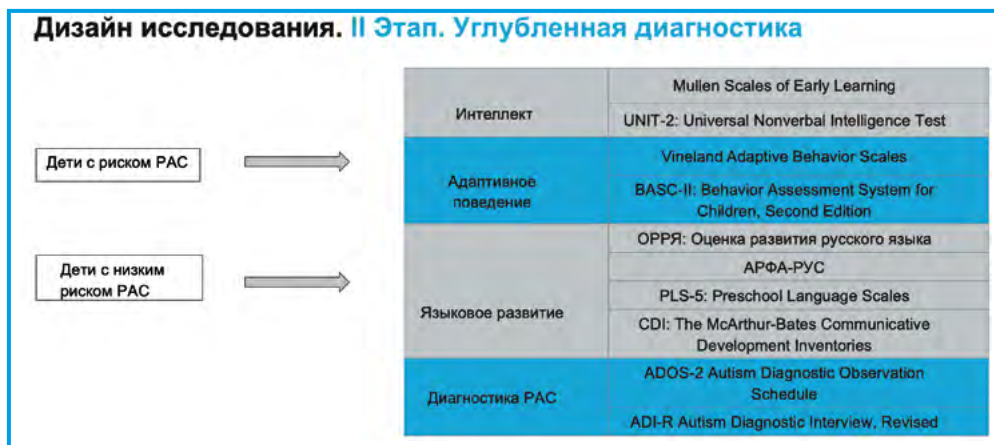 Дизайн исследования. II Этап. Углубленная диагностика
Дети с риском РАС
Дети с низким
риском РАС
Интеллект
Mullen Scales of Early Learning
UNIT-2: Universal Nonverbal Intelligence Test
Адаптивное
поведение
Vineland Adaptive Behavior Scales
BASC-II: Behavior Assessment System for
Children, Second Edition
Языковое развитие
ОРРЯ: Оценка развития русского языка
АРФА-РУС
PLS-5: Preschool Language Scales
CDI: The McArthur-Bates Communicative
Development Inventories
Диагностика РАС
ADOS-2 Autism Diagnostic Observation
Schedule
ADI-R Autism Diagnostic Interview, Revised